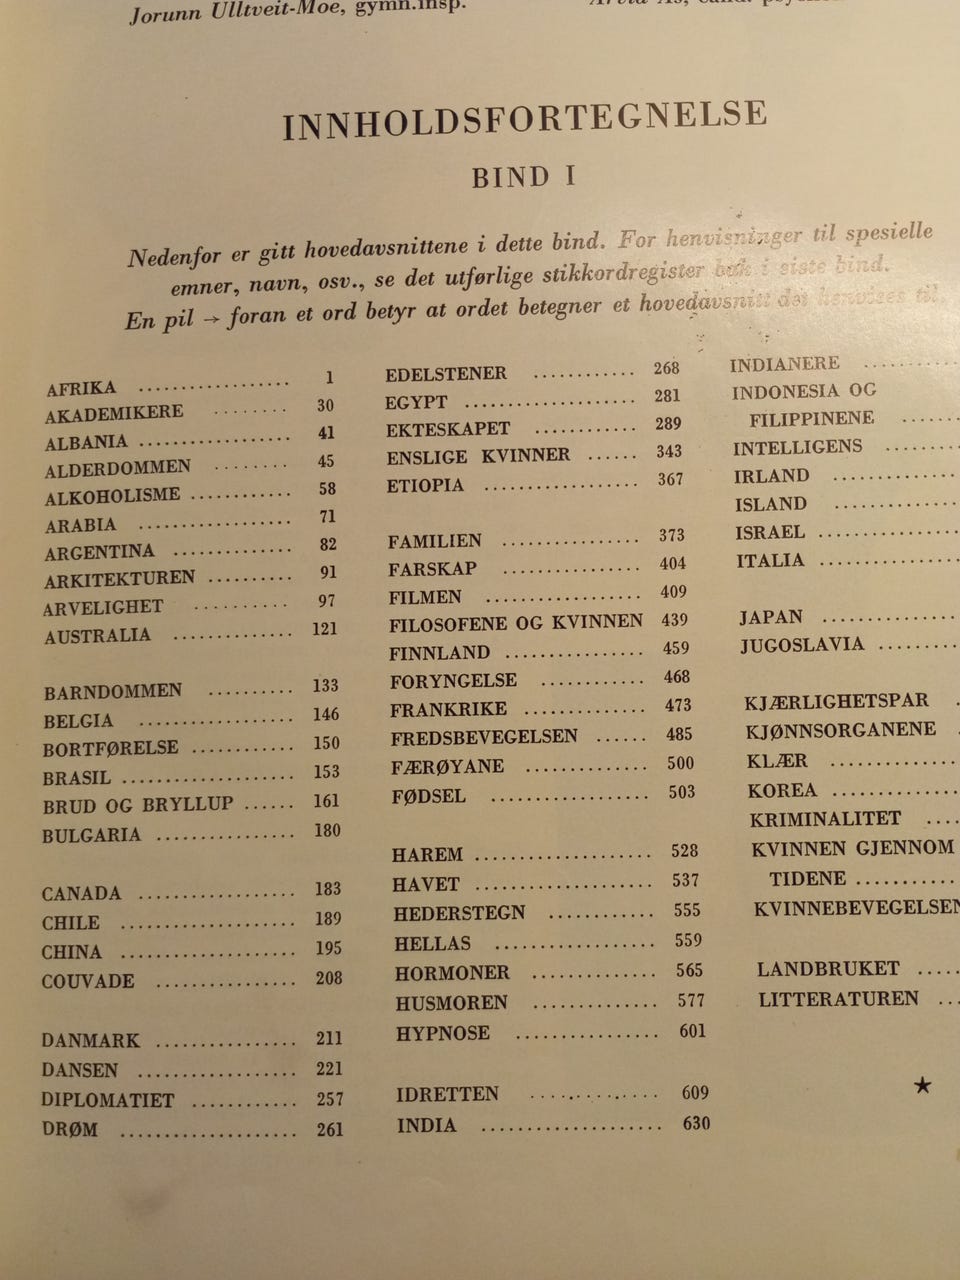 Jorunn Ulltveit-Moe, gymn.insp.
INNHOLDSFORTEGNELSE
BIND I
Nedenfor er gitt hovedavsnittene i dette bind. For henvisninger til spesielle
emner, navn, osv., se det utførlige stikkordregister bak i siste bind.
En pil → foran et ord betyr at ordet betegner et hovedavsnitt det henvises til.
AFRIKA .................. 1
AKADEMIKERE ........ 30
ALBANIA .................. 41
ALDERDOMMEN ........ 45
ALKOHOLISME ............ 58
ARABIA .................. 71
ARGENTINA .............. 82
ARKITEKTUREN .......... 91
ARVELIGHET .......... 97
AUSTRALIA .............. 121
BARNDOMMEN .......... 133
BELGIA .................. 146
BORTFØRELSE ............ 150
BRASIL .................... 153
BRUD OG BRYLLUP ...... 161
BULGARIA ................ 180
CANADA .................. 183
CHILE .................... 189
CHINA .................... 195
COUVADE ................ 208
DANMARK ................ 211
DANSEN .................. 221
DIPLOMATIET ............ 257
DRØM .................... 261
EDELSTENER ............ 268
EGYPT .................... 281
EKTESKAPET ............ 289
ENSLIGE KVINNER ...... 343
ETIOPIA .................. 367
FAMILIEN ................ 373
FARSKAP ................ 404
FILMEN .................. 409
FILOSOFENE OG KVINNEN 439
FINNLAND ................ 459
FORYNGELSE ............ 468
FRANKRIKE .............. 473
FREDSBEVEGELSEN ...... 485
FÆRØYANE .............. 500
FØDSEL .................. 503
HAREM .................... 528
HAVET .................... 537
HEDERSTEGN ............ 555
HELLAS .................. 559
HORMONER .............. 565
HUSMOREN .............. 577
HYPNOSE ................ 601
IDRETTEN .............. 609
INDIA .................... 630
INDIANERE ..........
INDONESIA OG
FILIPPINENE ......
INTELLIGENS ........
IRLAND ..............
ISLAND ..............
ISRAEL ................
ITALIA ................
JAPAN ................
JUGOSLAVIA ..........
KJÆRLIGHETSPAR .
KJØNNSORGANENE .
KLÆR ..............
KOREA ..............
KRIMINALITET ....
KVINNEN GJENNOM
TIDENE ...........
KVINNEBEVEGELSEN
LANDBRUKET .....
LITTERATUREN ...
★